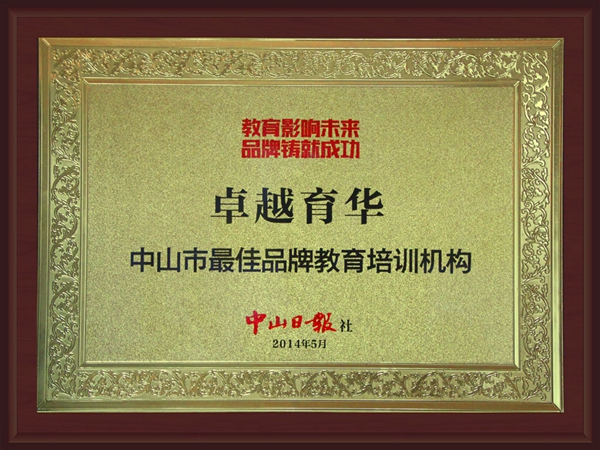 教育影响未来
品牌铸就成功
卓越育华
中山市最佳品牌教育培训机构
中山日報社
2014年5月